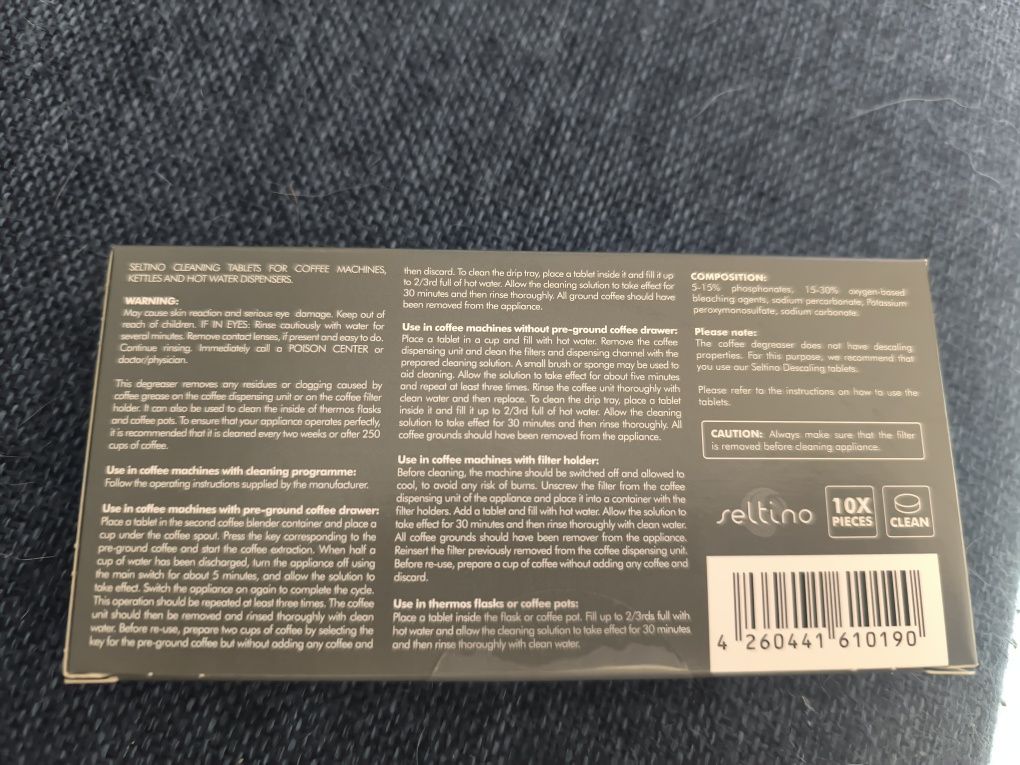 SELTINO CLEANING TABLETS FOR COFFEE MACHINES,
KETTLES AND HOT WATER DISPENSERS.
WARNING:
May cause skin reaction and serious eye damage. Keep out of
reach of children. IF IN EYES: Rinse cautiously with water for
several minutes. Remove contact lenses, if present and easy to do.
Continue rinsing. Immediately call a POISON CENTER or
doctor/physician.
This degreaser removes any residues or clogging caused by
coffee grease on the coffee dispensing unit or on the coffee filter
holder. It can also be used to clean the inside of thermos flasks
and coffee pots. To ensure that your appliance operates perfectly,
it is recommended that it is cleaned every two weeks or after 250
cups of coffee.
Use in coffee machines with cleaning programme:
Follow the operating instructions supplied by the manufacturer.
Use in coffee machines with pre-ground coffee drawer:
Place a tablet in the second coffee blender container and place a
cup under the coffee spout. Press the key corresponding to the
pre-ground coffee and start the coffee extraction. When half a
cup of water has been discharged, turn the appliance off using
the main switch for about 5 minutes, and allow the solution to
take effect. Switch the appliance on again to complete the cycle.
This operation should be repeated at least three times. The coffee
unit should then be removed and rinsed thoroughly with clean
water. Before re-use, prepare two cups of coffee by selecting the
key for the pre-ground coffee but without adding any coffee and
then discard. To clean the drip tray, place a tablet inside it and fill it up
to 2/3rd full of hot water. Allow the cleaning solution to take effect for
30 minutes and then rinse thoroughly. All ground coffee should have
been removed from the appliance.
Use in coffee machines without pre-ground coffee drawer:
Place a tablet in a cup and fill with hot water. Remove the coffee
dispensing unit and clean the filters and dispensing channel with the
prepared cleaning solution. A small brush or sponge may be used to
aid cleaning. Allow the solution to take effect for about five minutes
and repeat at least three times. Rinse the coffee unit thoroughly with
clean water and then replace. To clean the drip tray, place a tablet
inside it and fill it up to 2/3rd full of hot water. Allow the cleaning
solution to take effect for 30 minutes and then rinse thoroughly. All
coffee grounds should have been removed from the appliance.
Use in coffee machines with filter holder:
Before cleaning, the machine should be switched off and allowed to
cool, to avoid any risk of burns. Unscrew the filter from the coffee
dispensing unit of the appliance and place it into a container with the
filter holders. Add a tablet and fill with hot water. Allow the solution to
take effect for 30 minutes and then rinse thoroughly with clean water.
All coffee grounds should have been remover from the appliance.
Reinsert the filter previously removed from the coffee dispensing unit.
Before re-use, prepare a cup of coffee without adding any coffee and
discard.
Use in thermos flasks or coffee pots:
Place a tablet inside the flask or coffee pot. Fill up to 2/3rds full with
hot water and allow the cleaning solution to take effect for 30 minutes
and then rinse thoroughly with clean water.
COMPOSITION:
5-15% phosphonates, 15-30% oxygen-based
bleaching agents, sodium percarbonate, Potassium
peroxymonosulfate, sodium carbonate.
Please note:
The coffee degreaser does not have descaling
properties. For this purpose, we recommend that
you use our Seltino Descaling tablets.
Please refer to the instructions on how to use the
tablets.
CAUTION: Always make sure that the filter
is removed before cleaning appliance.
seltino
10X
PIECES
CLEAN
4 260441 610190